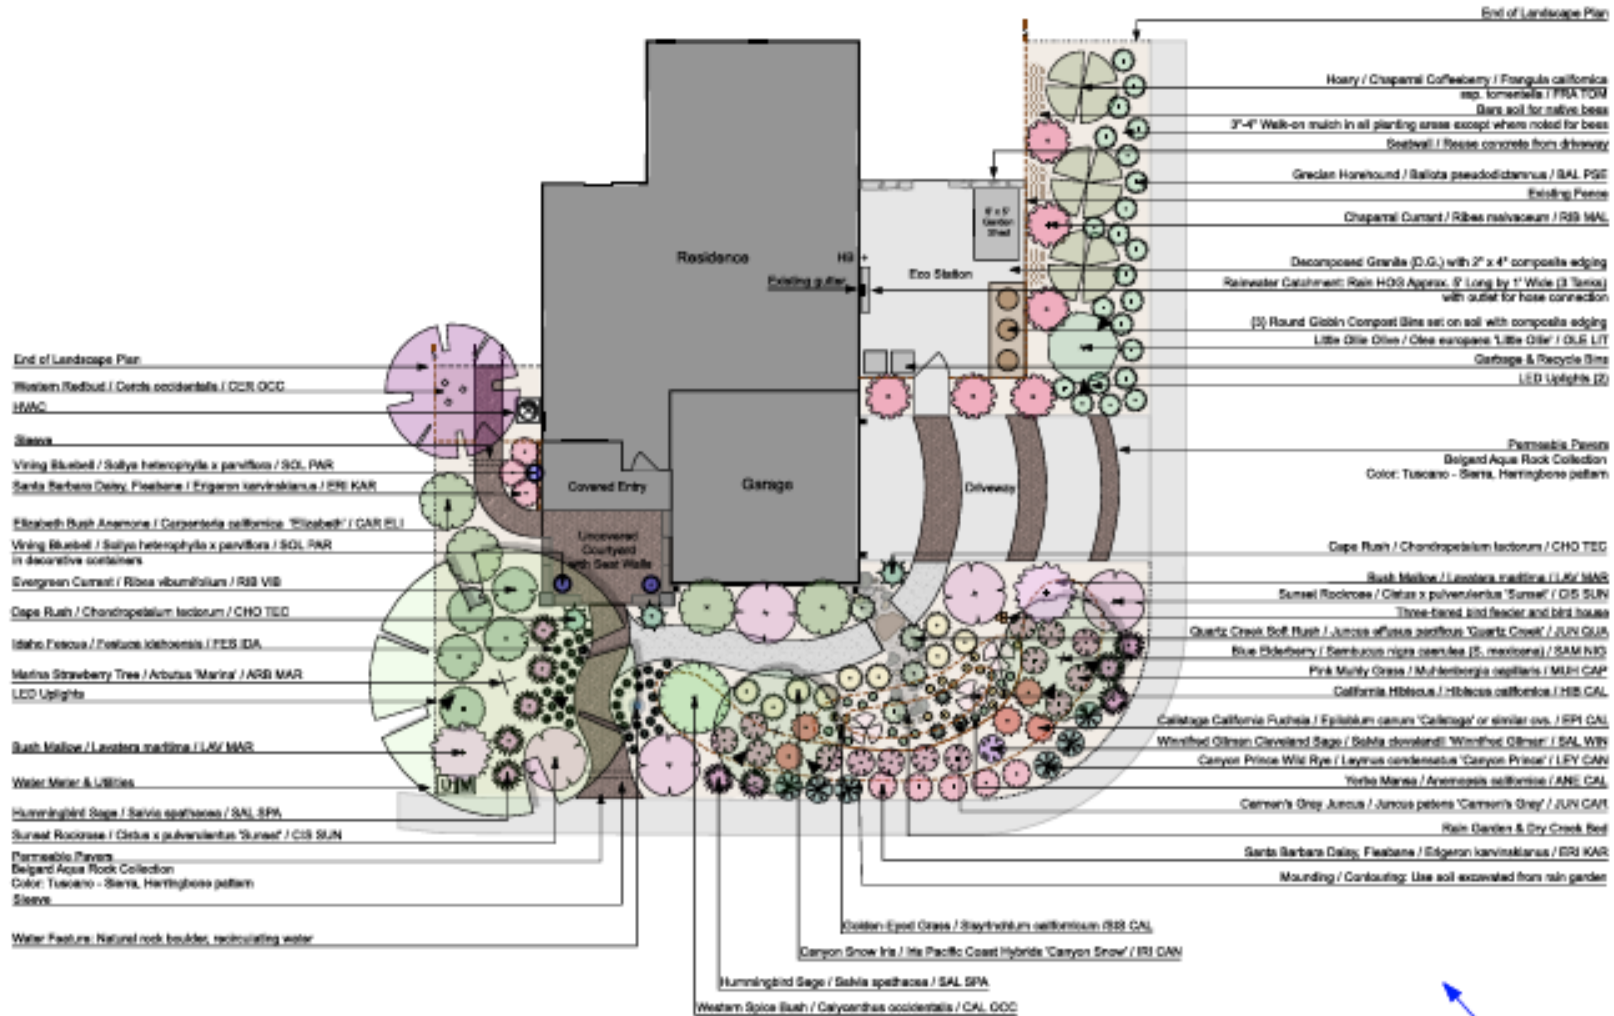 End of Landscape Plan
Hoary / Chaparral Coffeeberry / Frangula californica
ssp. tomentella / FRA TOM
Bare soil for native bees
3"-4" Walk-on mulch in all planting areas except where noted for bees
Seatwall / Reuse concrete from driveway
Grecian Horehound / Ballota pseudodictamnus / BAL PSE
Existing Fence
Chaparral Currant / Ribes malvaceum / RIB MAL
Decomposed Granite (D.G.) with 2" x 4" composite edging
Rainwater Catchment: Rain HOG Approx. 5' Long by 1' Wide (3 Tanks)
with outlet for hose connection
(3) Round Globin Compost Bins set on soil with composite edging
Little Ollie Olive / Olea europaea 'Little Ollie' / OLE LIT
Garbage & Recycle Bins
LED Uplights (2)
Permeable Pavers
Belgard Aqua Rock Collection
Color: Tuscano - Sierra, Herringbone pattern
Cape Rush / Chondropetalum tectorum / CHO TEC
Bush Mallow / Lavatera maritima / LAV MAR
Sunset Rockrose / Cistus x pulverulentus 'Sunset' / CIS SUN
Three-tiered bird feeder and bird house
Quartz Creek Soft Rush / Juncus effusus pacificus 'Quartz Creek' / JUN QUA
Blue Elderberry / Sambucus nigra caerulea (S. mexicana) / SAM NIG
Pink Muhly Grass / Muhlenbergia capillaris / MUH CAP
California Hibiscus / Hibiscus californica / HIB CAL
Calistoga California Fuchsia / Epilobium canum 'Calistoga' or similar cvs. / EPI CAL
Winnifred Gilman Cleveland Sage / Salvia clevelandii 'Winnifred Gilman' / SAL WIN
Canyon Prince Wild Rye / Leymus condensatus 'Canyon Prince' / LEY CAN
Yerba Mansa / Anemopsis californica / ANE CAL
Carmen's Grey Juncus / Juncus patens 'Carmen's Grey' / JUN CAR
Rain Garden & Dry Creek Bed
Santa Barbara Daisy, Fleabane / Erigeron karvinskianus / ERI KAR
Mounding / Contouring: Use soil excavated from rain garden
Residence
HB
Existing gutter
Eco Station
Garden
Shed
Garage
Driveway
Covered Entry
Uncovered
Courtyard
with Seat Walls
End of Landscape Plan
Western Redbud / Cercis occidentalis / CER OCC
HVAC
Sleeve
Vining Bluebell / Sollya heterophylla x parviflora / SOL PAR
Santa Barbara Daisy, Fleabane / Erigeron karvinskianus / ERI KAR
Elizabeth Bush Anemone / Carpenteria californica 'Elizabeth' / CAR ELI
Vining Bluebell / Sollya heterophylla x parviflora / SOL PAR
in decorative containers
Evergreen Currant / Ribes viburnifolium / RIB VIB
Cape Rush / Chondropetalum tectorum / CHO TEC
Idaho Fescue / Festuca idahoensis / FES IDA
Marina Strawberry Tree / Arbutus 'Marina' / ARB MAR
LED Uplights
Bush Mallow / Lavatera maritima / LAV MAR
Water Meter & Utilities
U M
Hummingbird Sage / Salvia spathacea / SAL SPA
Sunset Rockrose / Cistus x pulverulentus 'Sunset' / CIS SUN
Permeable Pavers
Belgard Aqua Rock Collection
Color: Tuscano - Sierra, Herringbone pattern
Sleeve
Water Feature: Natural rock boulder, recirculating water
Golden Eyed Grass / Sisyrinchium californicum / SIS CAL
Canyon Snow Iris / Iris Pacific Coast Hybrids 'Canyon Snow' / IRI CAN
Hummingbird Sage / Salvia spathacea / SAL SPA
Western Spice Bush / Calycanthus occidentalis / CAL OCC